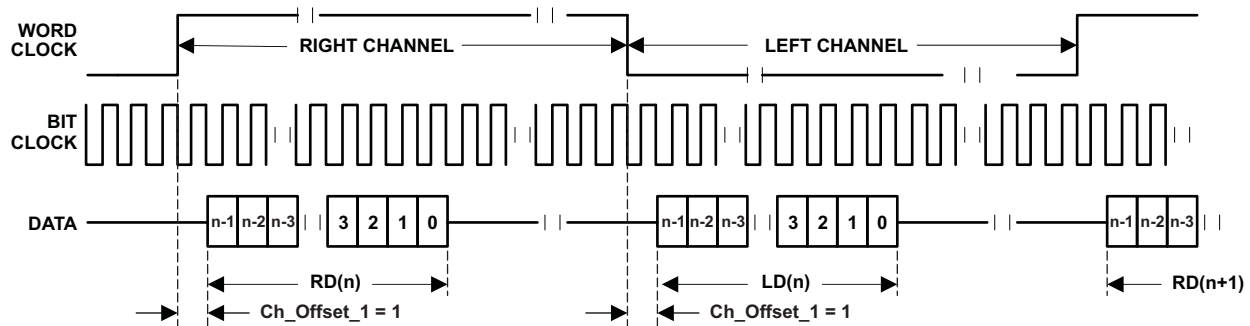 WORD
CLOCK
RIGHT CHANNEL
LEFT CHANNEL
BIT
CLOCK
DATA
n-1 n-2 n-3 3 2 1 0 n-1 n-2 n-3 3 2 1 0 n-1 n-2 n-3
RD(n) LD(n) RD(n+1)
Ch_Offset_1 = 1 Ch_Offset_1 = 1